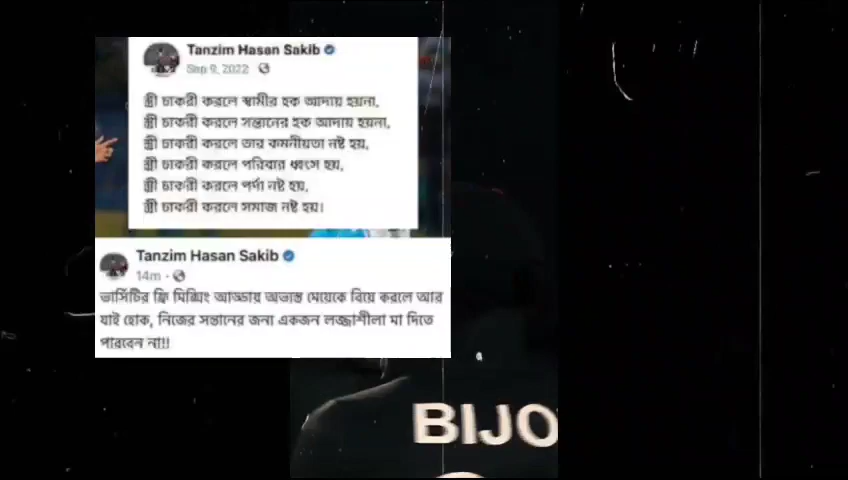 Tanzim Hasan Sakib
Sep 9, 2022
স্ত্রী চাকরী করলে স্বামীর হক আদায় হয়না,
স্ত্রী চাকরী করলে সন্তানের হক আদায় হয়না,
স্ত্রী চাকরী করলে তার কমনীয়তা নষ্ট হয়,
স্ত্রী চাকরী করলে পরিবার ধ্বংস হয়,
স্ত্রী চাকরী করলে পর্দা নষ্ট হয়,
স্ত্রী চাকরী করলে সমাজ নষ্ট হয়।
Tanzim Hasan Sakib
14m ·
ভার্সিটির ফ্রি মিক্সিং আড্ডায় অভ্যস্ত মেয়েকে বিয়ে করলে আর
যাই হোক, নিজের সন্তানের জন্য একজন লজ্জাশীলা মা দিতে
পারবেন না!!
BIJO